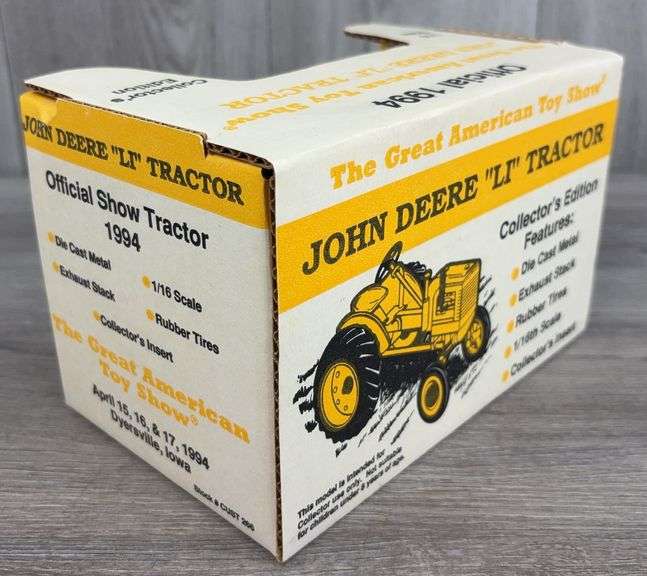 Collector's
Edition
Official 1994
JOHN DEERE "LI" TRACTOR
Official Show Tractor
1994
Die Cast Metal
1/16 Scale
Exhaust Stack
Rubber Tires
Collector's Insert
The Great American
Toy Show®
April 15, 16, & 17, 1994
Dyersville, Iowa
The Great American Toy Show®
JOHN DEERE "LI" TRACTOR
Collector's Edition
Features:
Die Cast Metal
Exhaust Stack
Rubber Tires
1/16th Scale
Collector's Insert
This model is intended for
Collector use only. Not suitable
for children under 8 years of age.